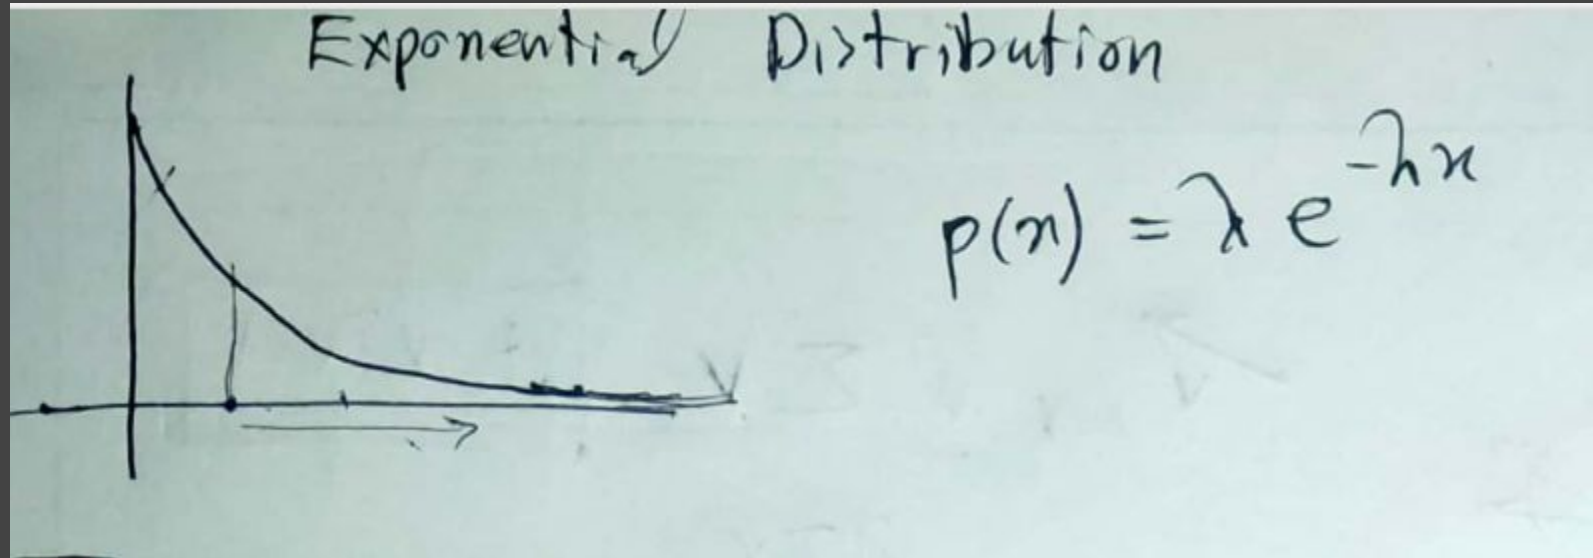 Exponential Distribution
p(x) = λ e^{-λx}